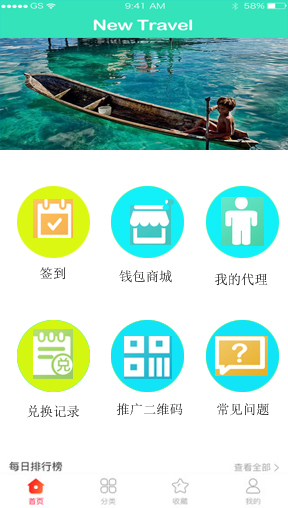 GS 9:41 AM 58%
New Travel
签到 钱包商城 我的代理
兑
兑换记录 推广二维码 常见问题
每日排行榜 查看全部 >
首页 分类 收藏 我的